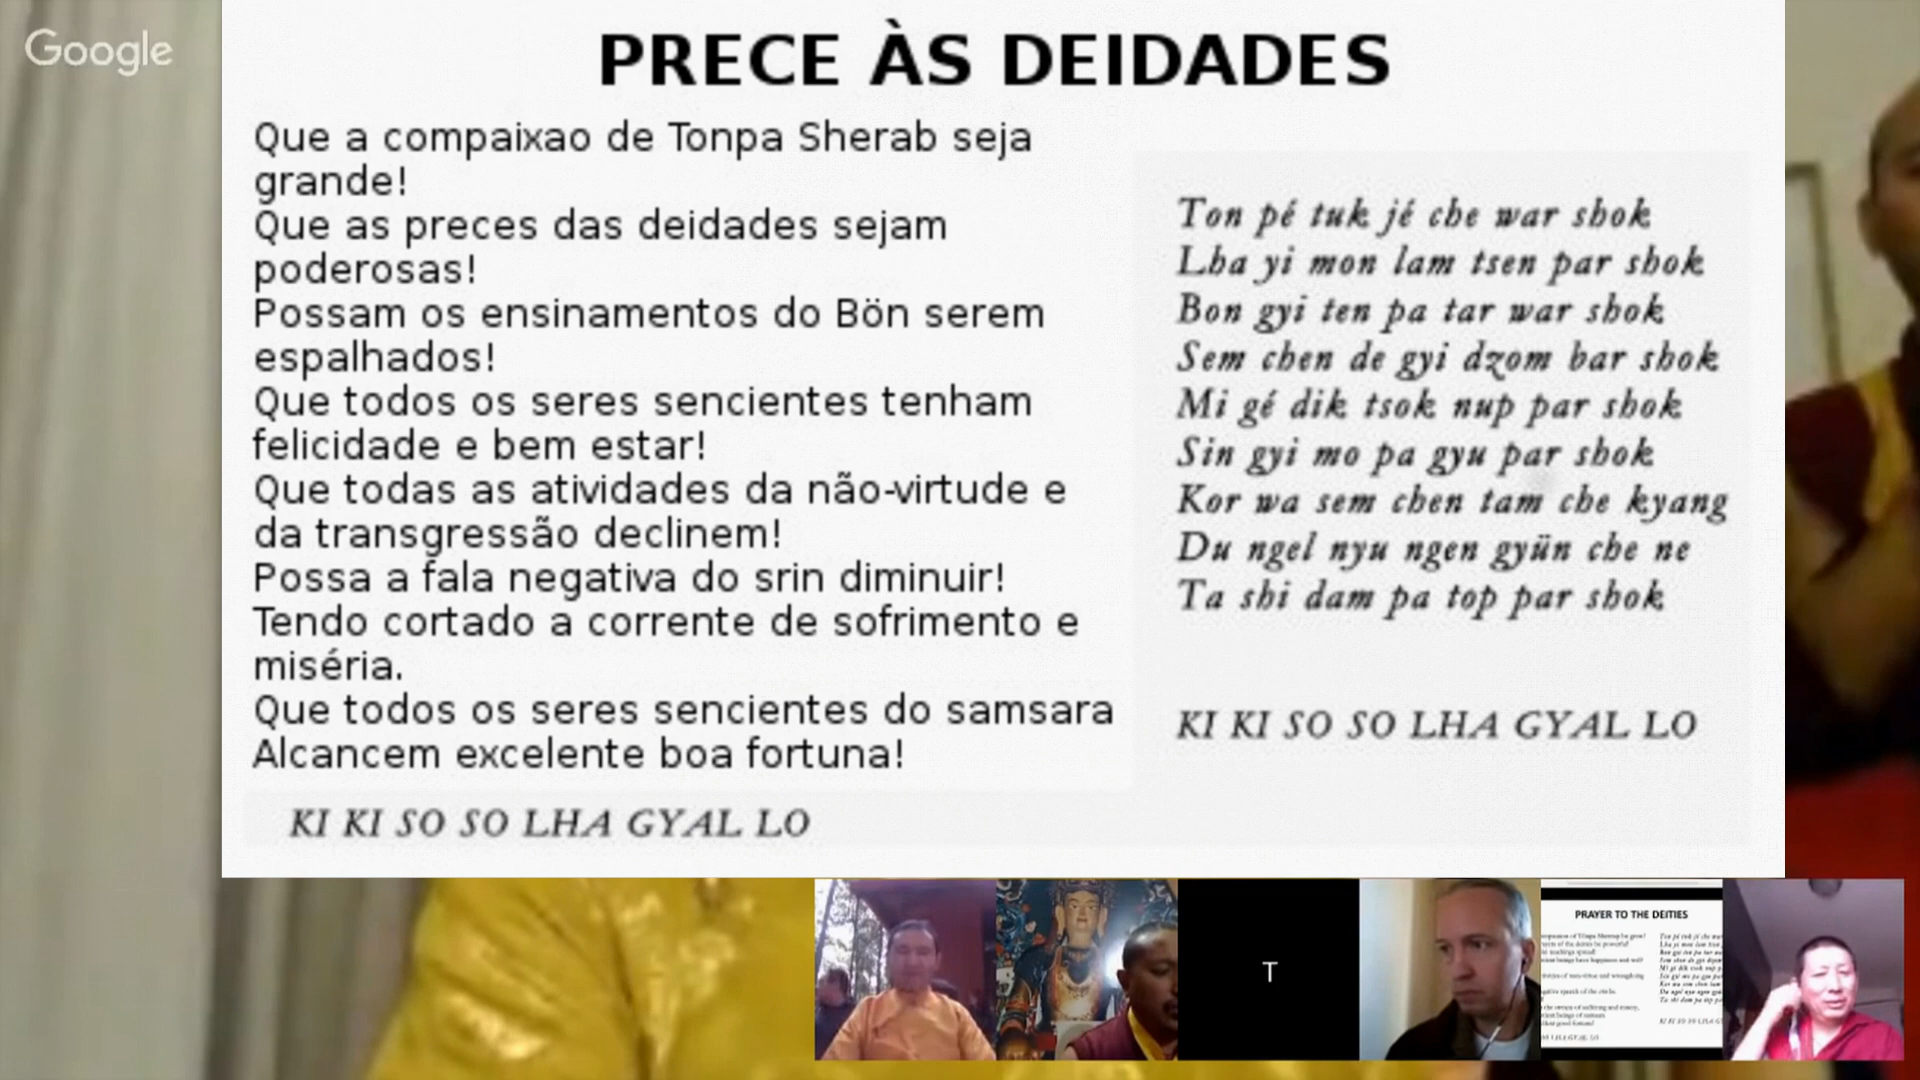 Google
PRECE ÀS DEIDADES
Que a compaixao de Tonpa Sherab seja
grande!
Que as preces das deidades sejam
poderosas!
Possam os ensinamentos do Bön serem
espalhados!
Que todos os seres sencientes tenham
felicidade e bem estar!
Que todas as atividades da não-virtude e
da transgressão declinem!
Possa a fala negativa do srin diminuir!
Tendo cortado a corrente de sofrimento e
miséria.
Que todos os seres sencientes do samsara
Alcancem excelente boa fortuna!
KI KI SO SO LHA GYAL LO
Ton pé tuk jé che war shok
Lha yi mon lam tsen par shok
Bon gyi ten pa tar war shok
Sem chen de gyi dzom bar shok
Mi gé dik tsok nup par shok
Sin gyi mo pa gyu par shok
Kor wa sem chen tam che kyang
Du ngel nyu ngen gyün che ne
Ta shi dam pa top par shok
KI KI SO SO LHA GYAL LO
T
PRAYER TO THE DEITIES